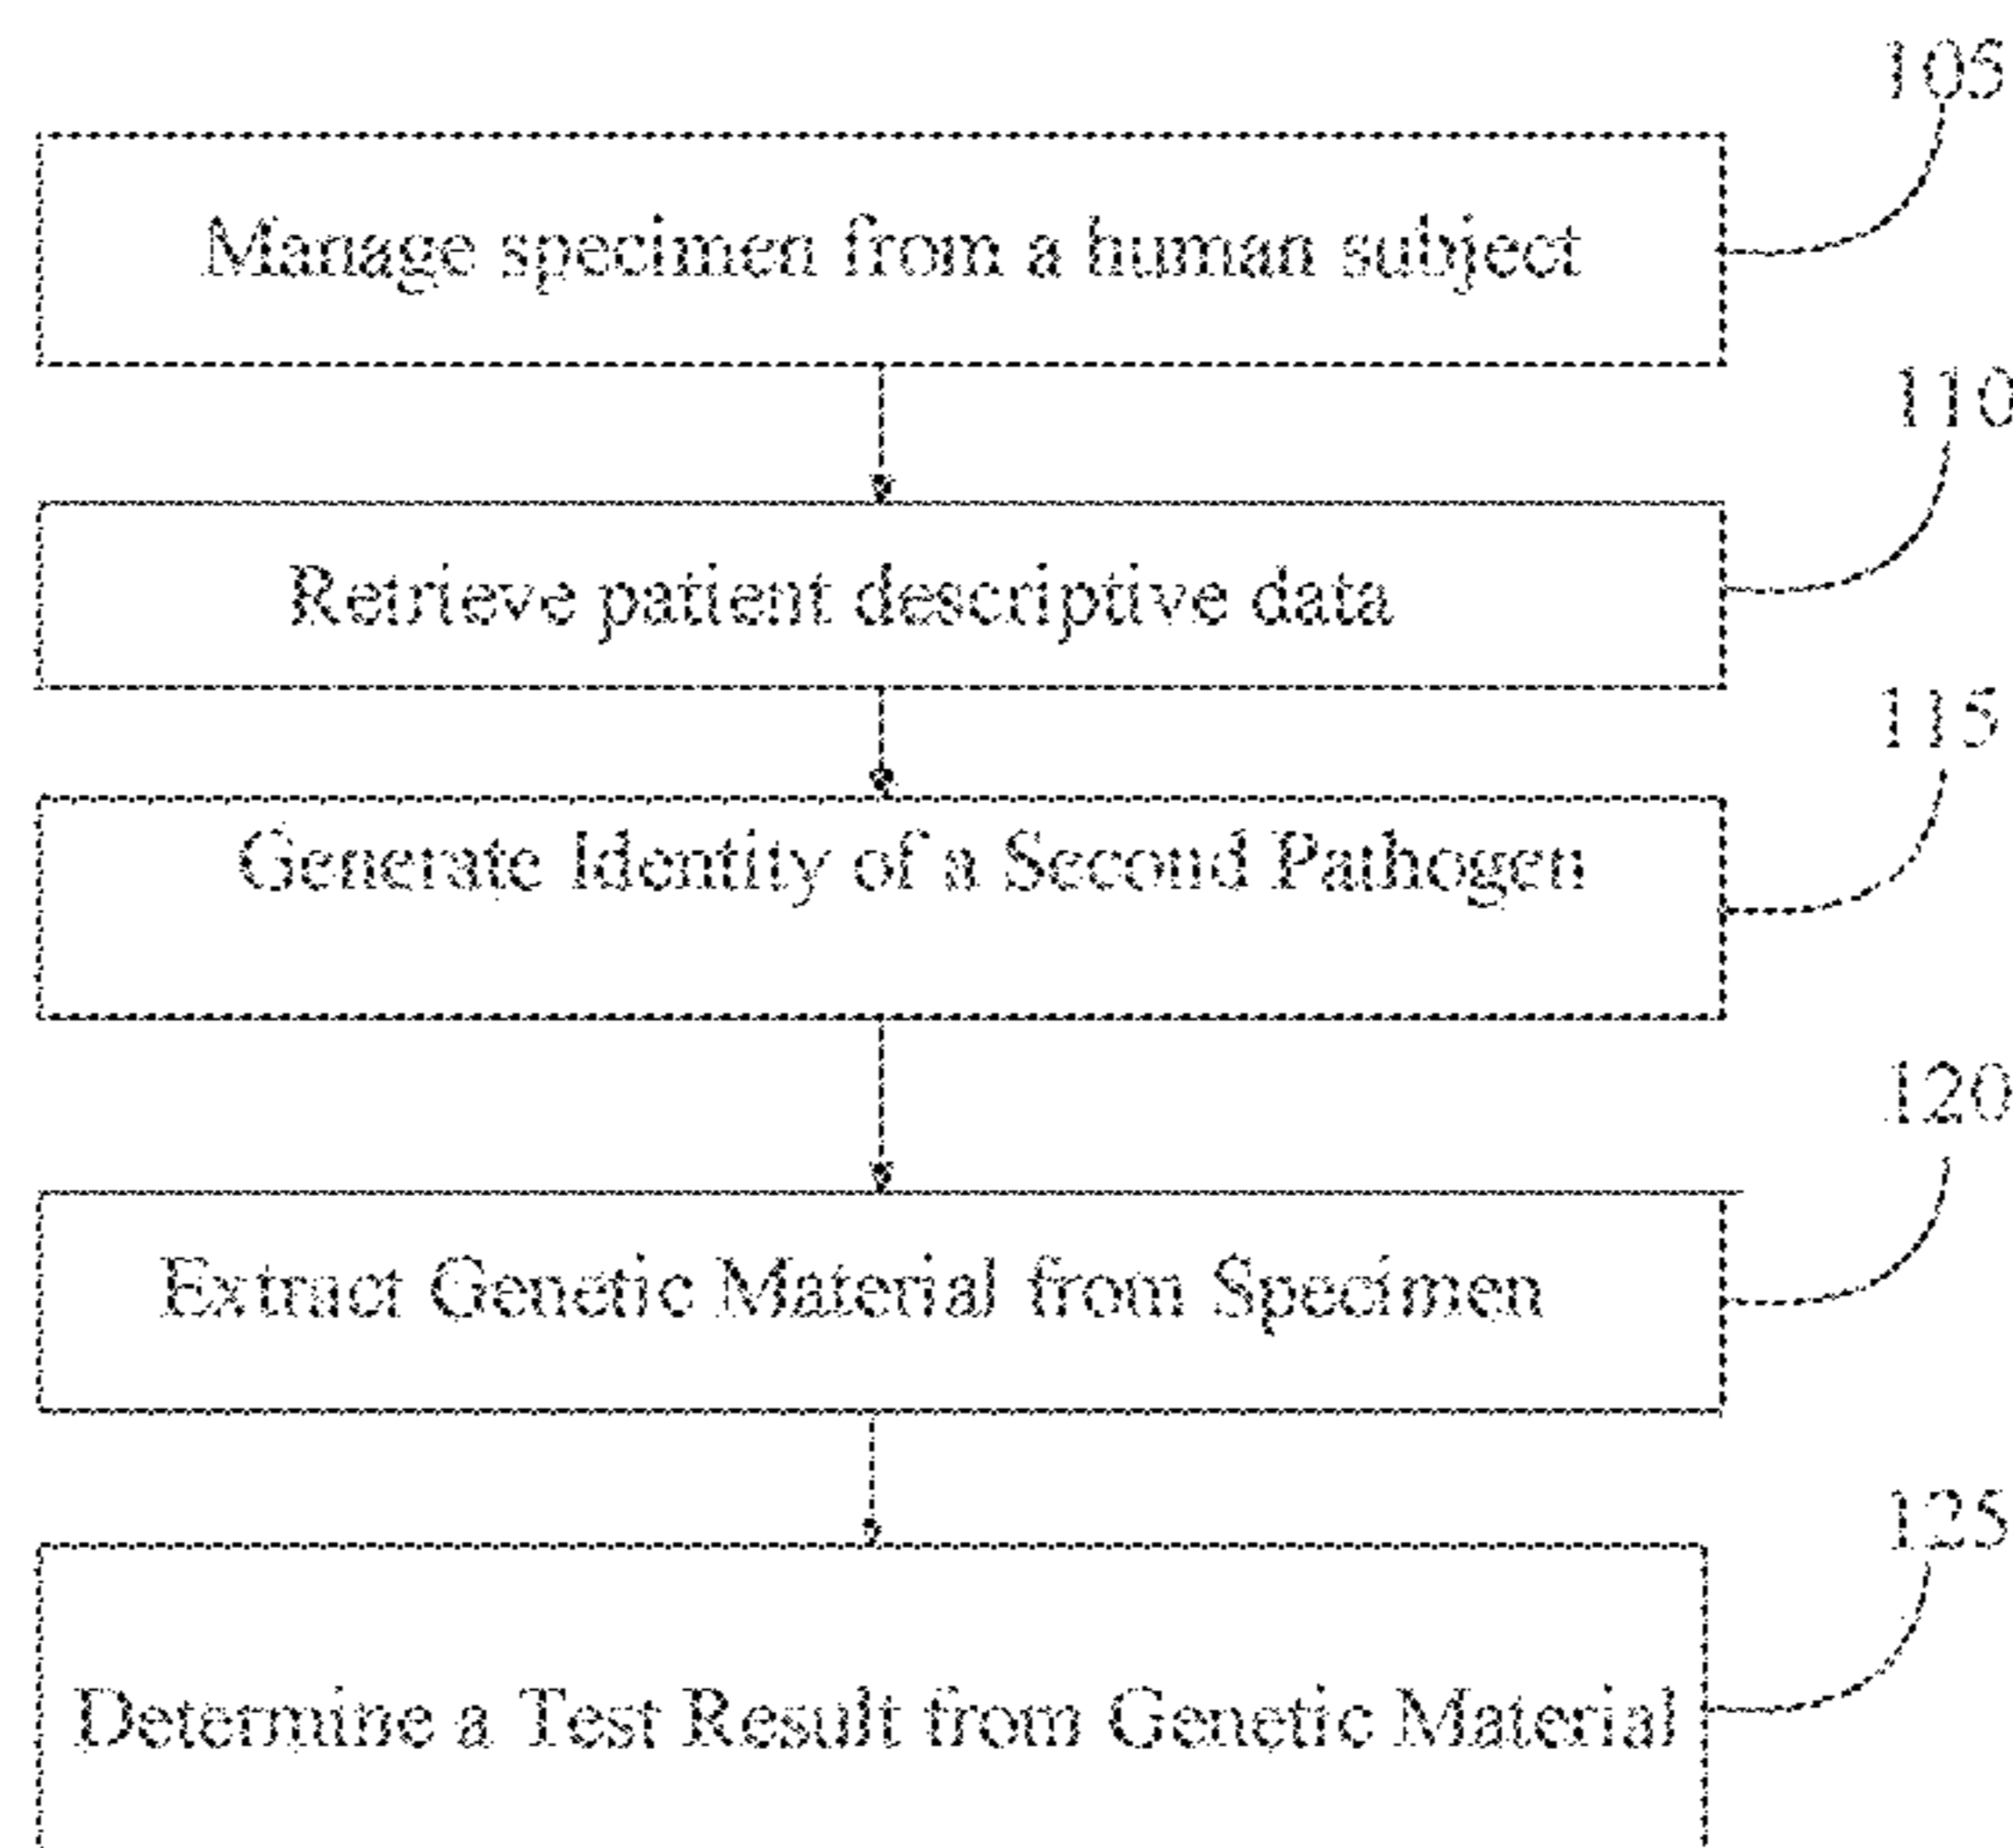 105
Manage specimen from a human subject
110
Retrieve patient descriptive data
115
Generate Identity of a Second Pathogen
120
Extract Genetic Material from Specimen
125
Determine a Test Result from Genetic Material